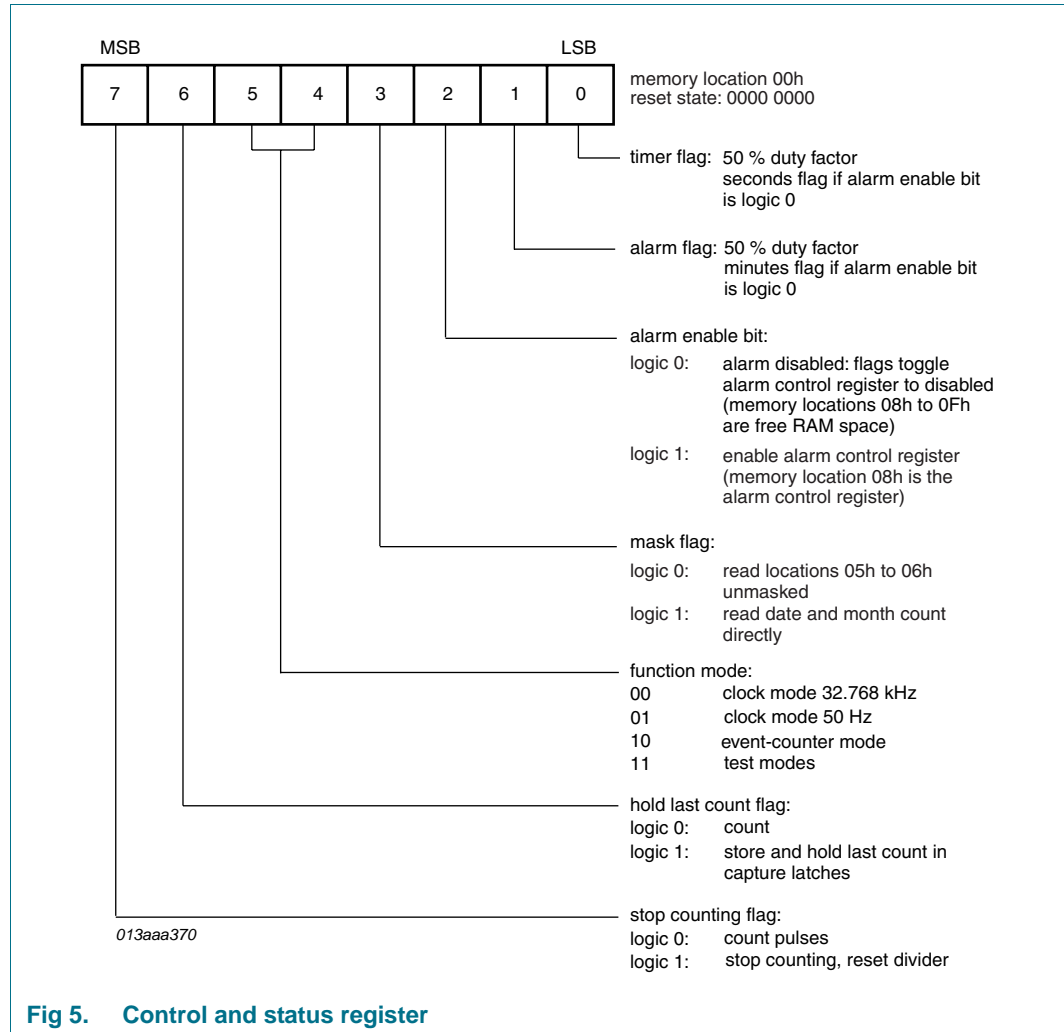 MSB LSB
7 6 5 4 3 2 1 0
memory location 00h
reset state: 0000 0000
timer flag: 50 % duty factor
seconds flag if alarm enable bit
is logic 0
alarm flag: 50 % duty factor
minutes flag if alarm enable bit
is logic 0
alarm enable bit:
logic 0: alarm disabled: flags toggle
alarm control register to disabled
(memory locations 08h to 0Fh
are free RAM space)
logic 1: enable alarm control register
(memory location 08h is the
alarm control register)
mask flag:
logic 0: read locations 05h to 06h
unmasked
logic 1: read date and month count
directly
function mode:
00 clock mode 32.768 kHz
01 clock mode 50 Hz
10 event-counter mode
11 test modes
hold last count flag:
logic 0: count
logic 1: store and hold last count in
capture latches
stop counting flag:
logic 0: count pulses
logic 1: stop counting, reset divider
013aaa370
Fig 5. Control and status register